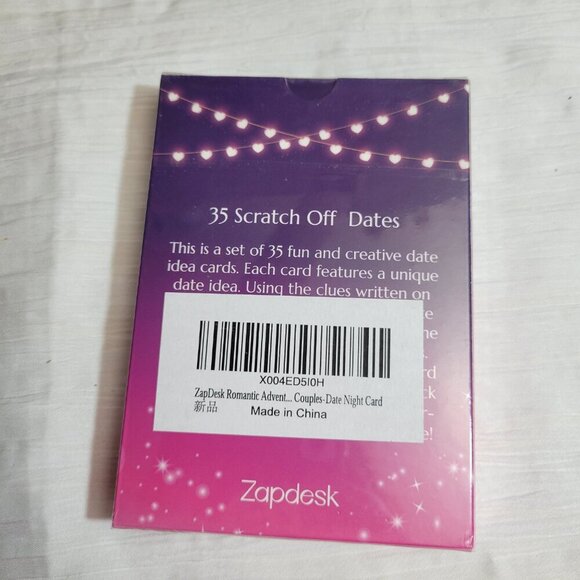 35 Scratch Off Dates
This is a set of 35 fun and creative date
idea cards. Each card features a unique
date idea. Using the clues written on
X004ED5I0H
ZapDesk Romantic Advent... Couples-Date Night Card
新品
Made in China
Zapdesk